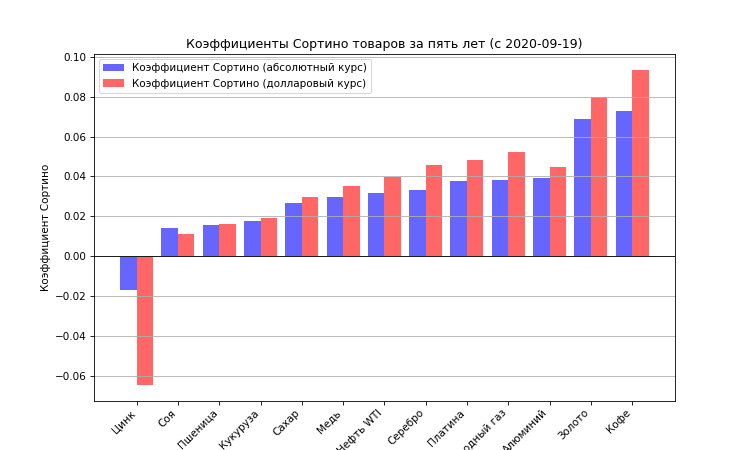 Коэффициенты Сортино товаров за пять лет (с 2020-09-19)
Коэффициент Сортино (абсолютный курс)
Коэффициент Сортино (долларовый курс)
Коэффициент Сортино
0.10
0.08
0.06
0.04
0.02
0.00
−0.02
−0.04
−0.06
Цинк
Соя
Пшеница
Кукуруза
Сахар
Медь
Нефть WTI
Серебро
Платина
одный газ
Алюминий
Золото
Кофе